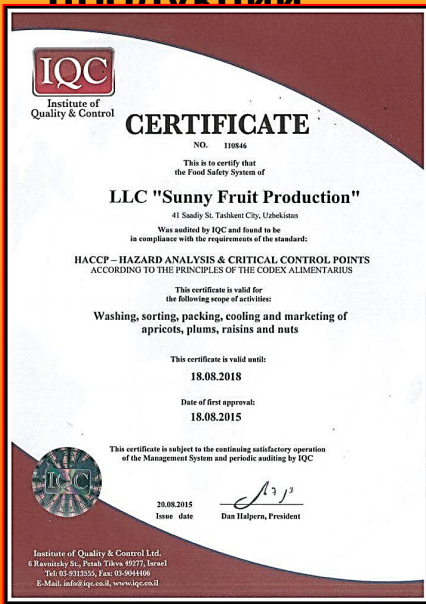 IQC
Institute of
Quality & Control
CERTIFICATE
NO. 110846
This is to certify that
the Food Safety System of
LLC "Sunny Fruit Production"
41 Saadiy St. Tashkent City, Uzbekistan
Was audited by IQC and found to be
in compliance with the requirements of the standard:
HACCP – HAZARD ANALYSIS & CRITICAL CONTROL POINTS
ACCORDING TO THE PRINCIPLES OF THE CODEX ALIMENTARIUS
This certificate is valid for
the following scope of activities:
Washing, sorting, packing, cooling and marketing of
apricots, plums, raisins and nuts
This certificate is valid until:
18.08.2018
Date of first approval:
18.08.2015
This certificate is subject to the continuing satisfactory operation
of the Management System and periodic auditing by IQC
IQC
20.08.2015
Issue date Dan Halpern, President
Institute of Quality & Control Ltd.
6 Ravnitzky St., Petah Tikva 49277, Israel
Tel: 03-9313555, Fax: 03-9044406
E-Mail. info@iqc.co.il, www.iqc.co.il